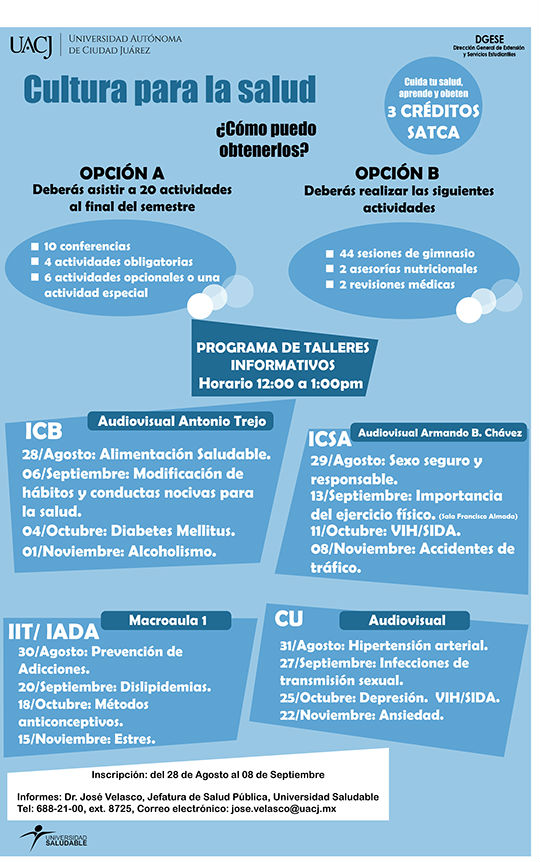 UACJ
UNIVERSIDAD AUTÓNOMA
DE CIUDAD JUÁREZ
DGESE
Dirección General de Extensión
y Servicios Estudiantiles
Cultura para la salud
Cuida tu salud,
aprende y obeten
3 CRÉDITOS
SATCA
¿Cómo puedo
obtenerlos?
OPCIÓN A
Deberás asistir a 20 actividades
al final del semestre
10 conferencias
4 actividades obligatorias
6 actividades opcionales o una
actividad especial
OPCIÓN B
Deberás realizar las siguientes
actividades
44 sesiones de gimnasio
2 asesorías nutricionales
2 revisiones médicas
PROGRAMA DE TALLERES
INFORMATIVOS
Horario 12:00 a 1:00pm
ICB
Audiovisual Antonio Trejo
28/Agosto: Alimentación Saludable.
06/Septiembre: Modificación de
hábitos y conductas nocivas para
la salud.
04/Octubre: Diabetes Mellitus.
01/Noviembre: Alcoholismo.
ICSA
Audiovisual Armando B. Chávez
29/Agosto: Sexo seguro y
responsable.
13/Septiembre: Importancia
del ejercicio físico. (Sala Francisco Almada)
11/Octubre: VIH/SIDA.
08/Noviembre: Accidentes de
tráfico.
IIT/ IADA
Macroaula 1
30/Agosto: Prevención de
Adicciones.
20/Septiembre: Dislipidemias.
18/Octubre: Métodos
anticonceptivos.
15/Noviembre: Estres.
CU
Audiovisual
31/Agosto: Hipertensión arterial.
27/Septiembre: Infecciones de
transmisión sexual.
25/Octubre: Depresión. VIH/SIDA.
22/Noviembre: Ansiedad.
Inscripción: del 28 de Agosto al 08 de Septiembre
Informes: Dr. José Velasco, Jefatura de Salud Pública, Universidad Saludable
Tel: 688-21-00, ext. 8725, Correo electrónico: jose.velasco@uacj.mx
UNIVERSIDAD
SALUDABLE